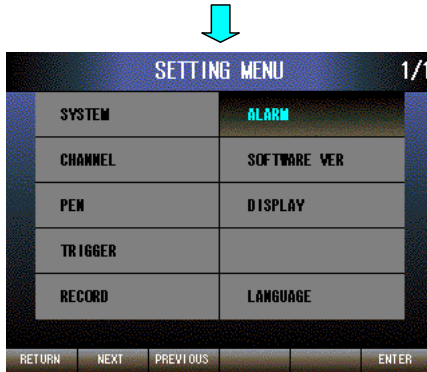 SETTING MENU 1/1
SYSTEM ALARM
CHANNEL SOFTWARE VER
PEN DISPLAY
TRIGGER
RECORD LANGUAGE
RETURN NEXT PREVIOUS ENTER